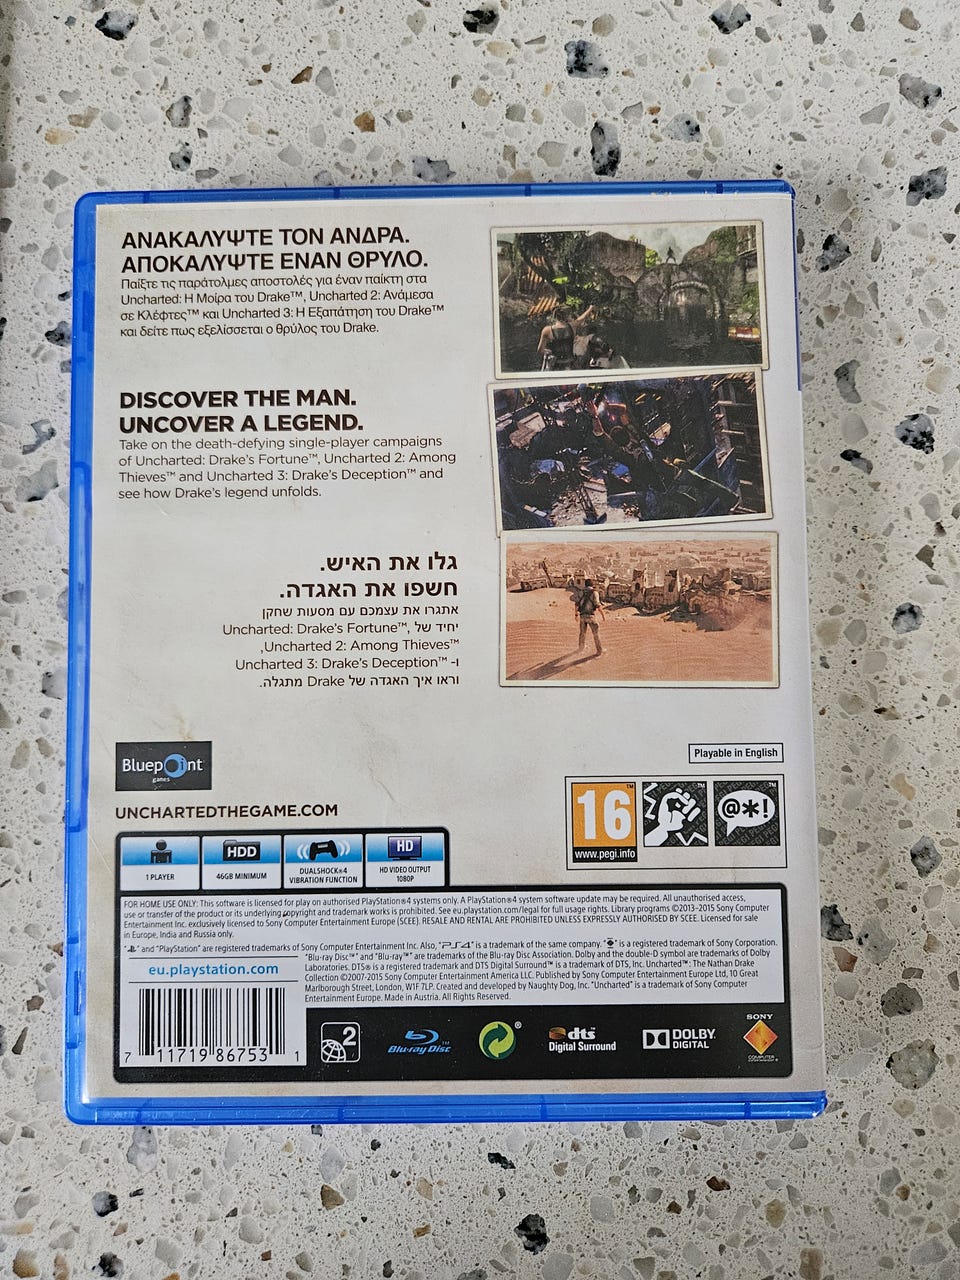 ΑΝΑΚΑΛΥΨΤΕ ΤΟΝ ΑΝΔΡΑ.
ΑΠΟΚΑΛΥΨΤΕ ΕΝΑΝ ΘΡΥΛΟ.
Παίξτε τις παράτολμες αποστολές για έναν παίκτη στα
Uncharted: Η Μοίρα του Drake™, Uncharted 2: Ανάμεσα
σε Κλέφτες™ και Uncharted 3: Η Εξαπάτηση του Drake™
και δείτε πως εξελίσσεται ο θρύλος του Drake.
DISCOVER THE MAN.
UNCOVER A LEGEND.
Take on the death-defying single-player campaigns
of Uncharted: Drake's Fortune™, Uncharted 2: Among
Thieves™ and Uncharted 3: Drake's Deception™ and
see how Drake's legend unfolds.
גלו את האיש.
חשפו את האגדה.
אתגרו את עצמכם עם מסעות שחקן
יחיד של Uncharted: Drake's Fortune™,
Uncharted 2: Among Thieves™,
ו- Uncharted 3: Drake's Deception™
וראו איך האגדה של Drake מתגלה.
Bluepoint
games
Playable in English
UNCHARTEDTHEGAME.COM
16™
www.pegi.info
@*!
HDD
HD
1 PLAYER
46GB MINIMUM
DUALSHOCK®4
VIBRATION FUNCTION
HD VIDEO OUTPUT
1080P
FOR HOME USE ONLY: This software is licensed for play on authorised PlayStation®4 systems only. A PlayStation®4 system software update may be required. All unauthorised access,
use or transfer of the product or its underlying copyright and trademark works is prohibited. See eu.playstation.com/legal for full usage rights. Library programs ©2013-2015 Sony Computer
Entertainment Inc. exclusively licensed to Sony Computer Entertainment Europe (SCEE). RESALE AND RENTAL ARE PROHIBITED UNLESS EXPRESSLY AUTHORISED BY SCEE. Licensed for sale
in Europe, India and Russia only.
" " and "PlayStation" are registered trademarks of Sony Computer Entertainment Inc. Also, "PS4" is a trademark of the same company. " " is a registered trademark of Sony Corporation.
"Blu-ray Disc™" and "Blu-ray™" are trademarks of the Blu-ray Disc Association. Dolby and the double-D symbol are trademarks of Dolby
Laboratories. DTS® is a registered trademark and DTS Digital Surround™ is a trademark of DTS, Inc. Uncharted™: The Nathan Drake
Collection ©2007-2015 Sony Computer Entertainment America LLC. Published by Sony Computer Entertainment Europe Ltd, 10 Great
Marlborough Street, London, W1F 7LP. Created and developed by Naughty Dog, Inc. "Uncharted" is a trademark of Sony Computer
Entertainment Europe. Made in Austria. All Rights Reserved.
eu.playstation.com
7 11719 86753 1
2
Blu-ray Disc™
®
dts™
Digital Surround
DOLBY
DIGITAL
SONY
COMPUTER
ENTERTAINMENT